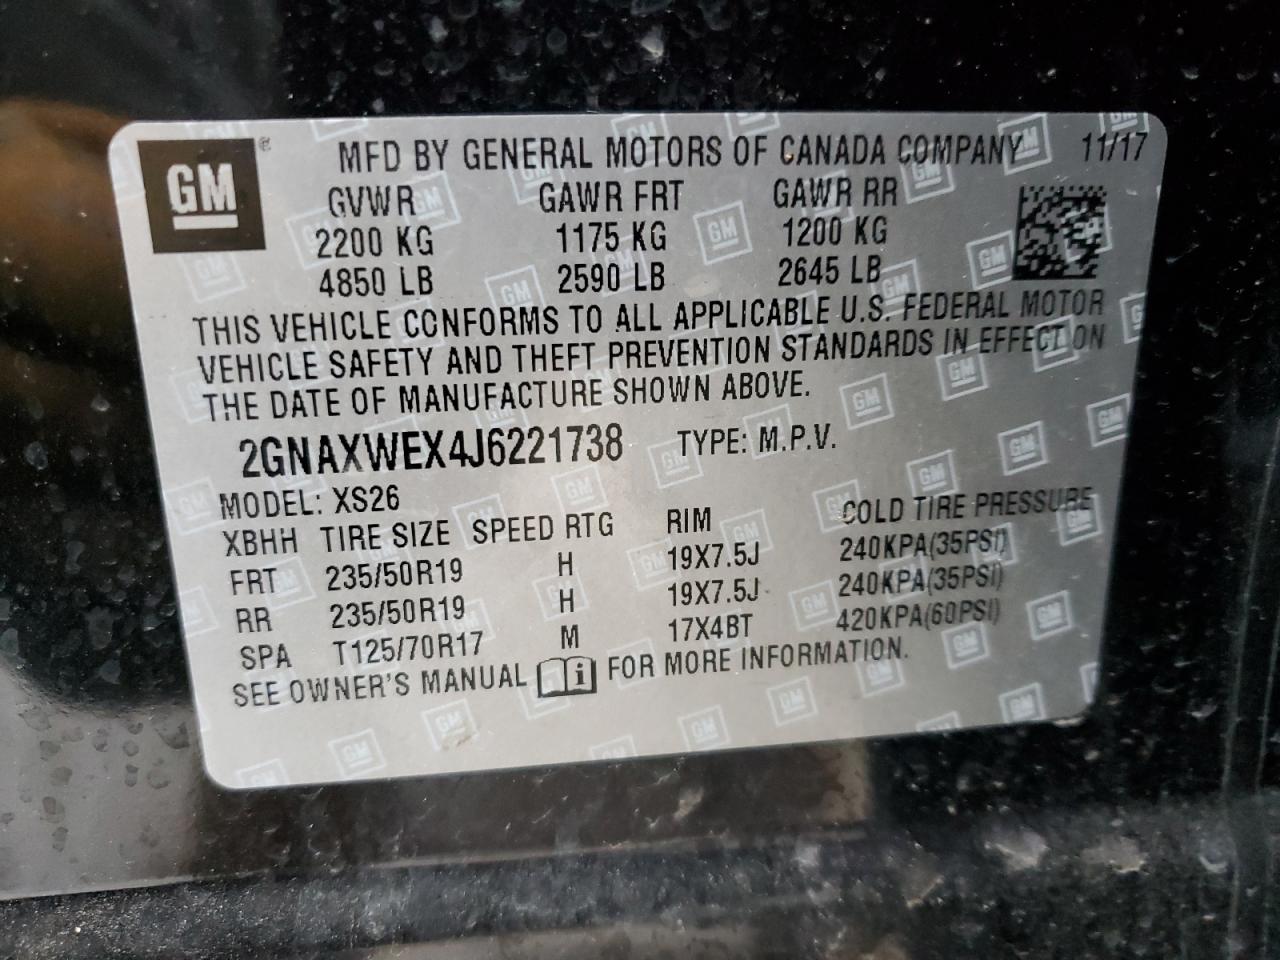 GM ® MFD BY GENERAL MOTORS OF CANADA COMPANY 11/17
GVWR GAWR FRT GAWR RR
2200 KG 1175 KG 1200 KG
4850 LB 2590 LB 2645 LB
THIS VEHICLE CONFORMS TO ALL APPLICABLE U.S. FEDERAL MOTOR
VEHICLE SAFETY AND THEFT PREVENTION STANDARDS IN EFFECT ON
THE DATE OF MANUFACTURE SHOWN ABOVE.
2GNAXWEX4J6221738 TYPE: M.P.V.
MODEL: XS26
XBHH TIRE SIZE SPEED RTG RIM COLD TIRE PRESSURE
FRT 235/50R19 H 19X7.5J 240KPA(35PSI)
RR 235/50R19 H 19X7.5J 240KPA(35PSI)
SPA T125/70R17 M 17X4BT 420KPA(60PSI)
SEE OWNER'S MANUAL i FOR MORE INFORMATION.